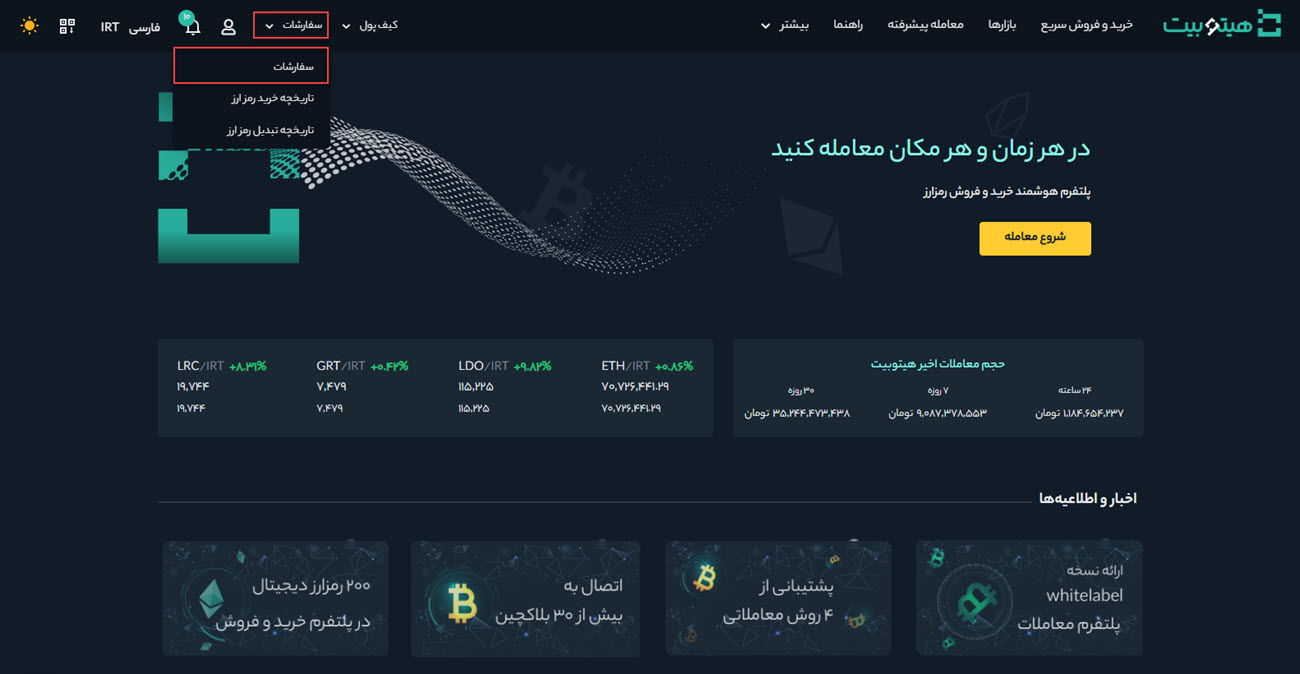 هیتوبیت
خرید و فروش سریع
بازارها
معامله پیشرفته
راهنما
بیشتر
کیف پول
سفارشات
۱۰
فارسی
IRT
سفارشات
تاریخچه خرید رمز ارز
تاریخچه تبدیل رمز ارز
در هر زمان و هر مکان معامله کنید
پلتفرم هوشمند خرید و فروش رمزارز
شروع معامله
حجم معاملات اخیر هیتوبیت
۲۴ ساعته
۱,۱۸۴,۶۵۴,۲۳۷ تومان
۷ روزه
۹,۰۸۷,۳۷۸,۵۵۳ تومان
۳۰ روزه
۳۵,۲۴۴,۴۷۳,۴۳۸ تومان
ETH/IRT +۰.۸۶%
۷۰,۷۲۶,۴۴۱.۲۹
۷۰,۷۲۶,۴۴۱.۲۹
LDO/IRT +۹.۸۲%
۱۱۵,۲۲۵
۱۱۵,۲۲۵
GRT/IRT +۰.۴۲%
۷,۴۷۹
۷,۴۷۹
LRC/IRT +۸.۳۱%
۱۹,۷۴۴
۱۹,۷۴۴
اخبار و اطلاعیه‌ها
ارائه نسخه
whitelabel
پلتفرم معاملات
پشتیبانی از
۴ روش معاملاتی
اتصال به
بیش از ۳۰ بلاکچین
۲۰۰ رمزارز دیجیتال
در پلتفرم خرید و فروش